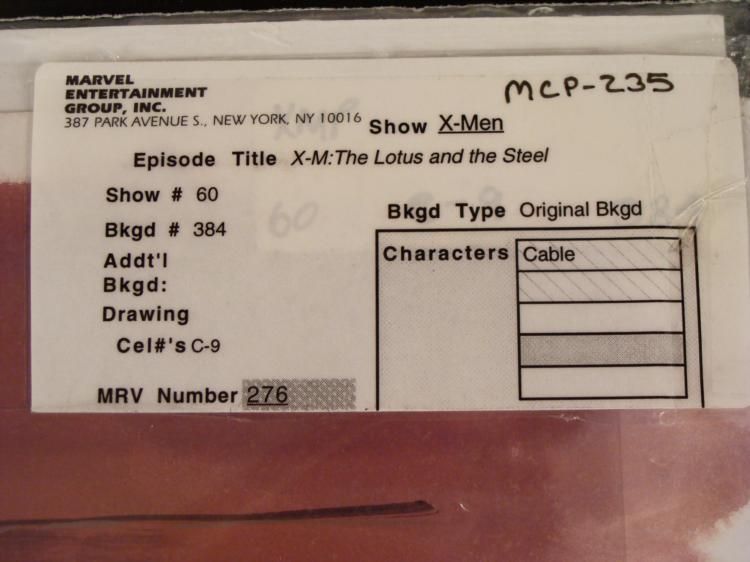 MARVEL
ENTERTAINMENT
GROUP, INC.
387 PARK AVENUE S., NEW YORK, NY 10016
MCP-235
Show X-Men
Episode Title X-M:The Lotus and the Steel
Show # 60
Bkgd # 384
Addt'l
Bkgd:
Drawing
Cel#'s C-9
MRV Number 276
Bkgd Type Original Bkgd
Characters Cable
60